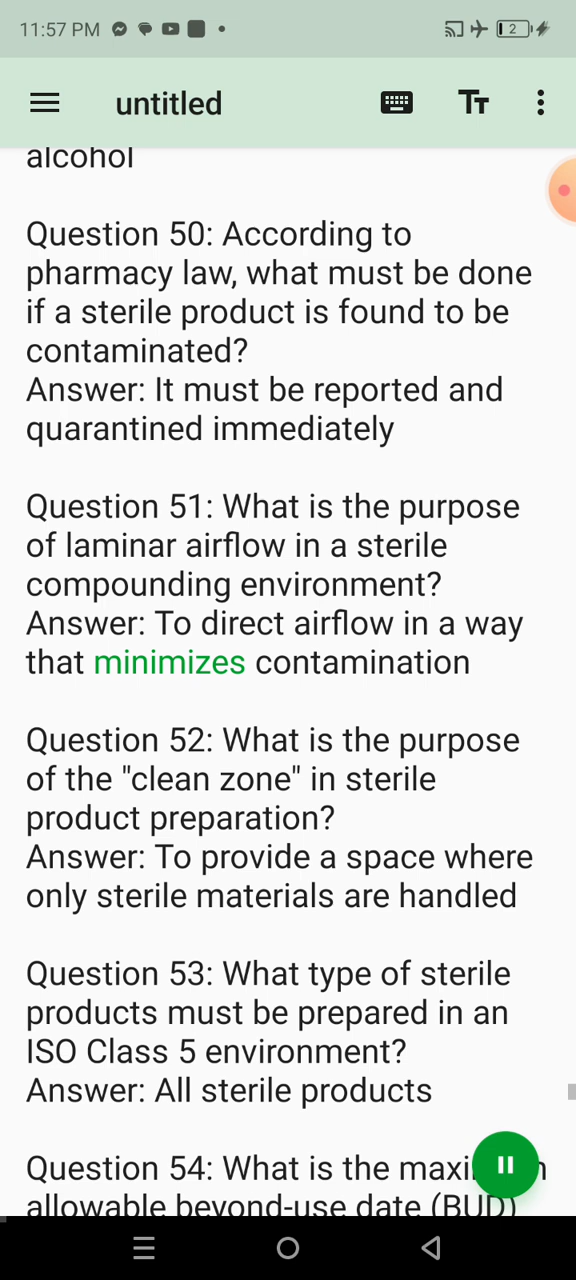 11:57 PM
2
untitled
alcohol
Question 50: According to
pharmacy law, what must be done
if a sterile product is found to be
contaminated?
Answer: It must be reported and
quarantined immediately
Question 51: What is the purpose
of laminar airflow in a sterile
compounding environment?
Answer: To direct airflow in a way
that minimizes contamination
Question 52: What is the purpose
of the "clean zone" in sterile
product preparation?
Answer: To provide a space where
only sterile materials are handled
Question 53: What type of sterile
products must be prepared in an
ISO Class 5 environment?
Answer: All sterile products
Question 54: What is the
allowable beyond-use date (BUD)